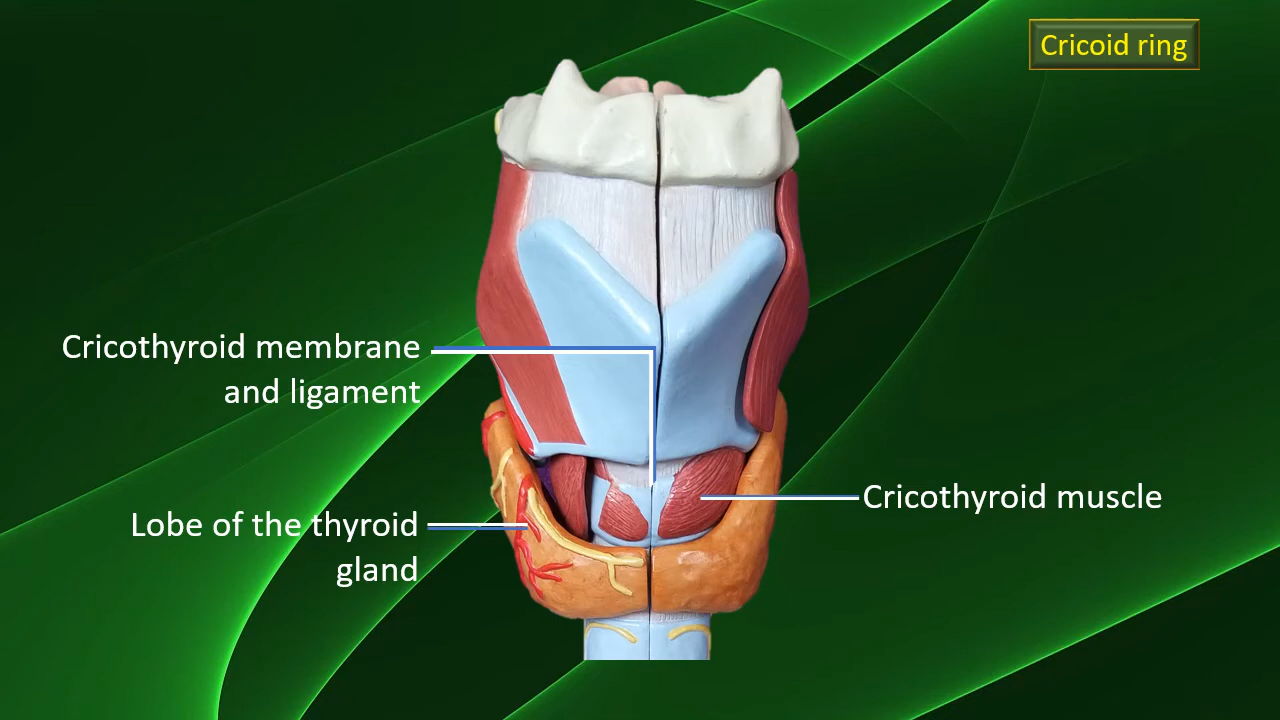 Cricoid ring
Cricothyroid membrane
and ligament
Cricothyroid muscle
Lobe of the thyroid
gland